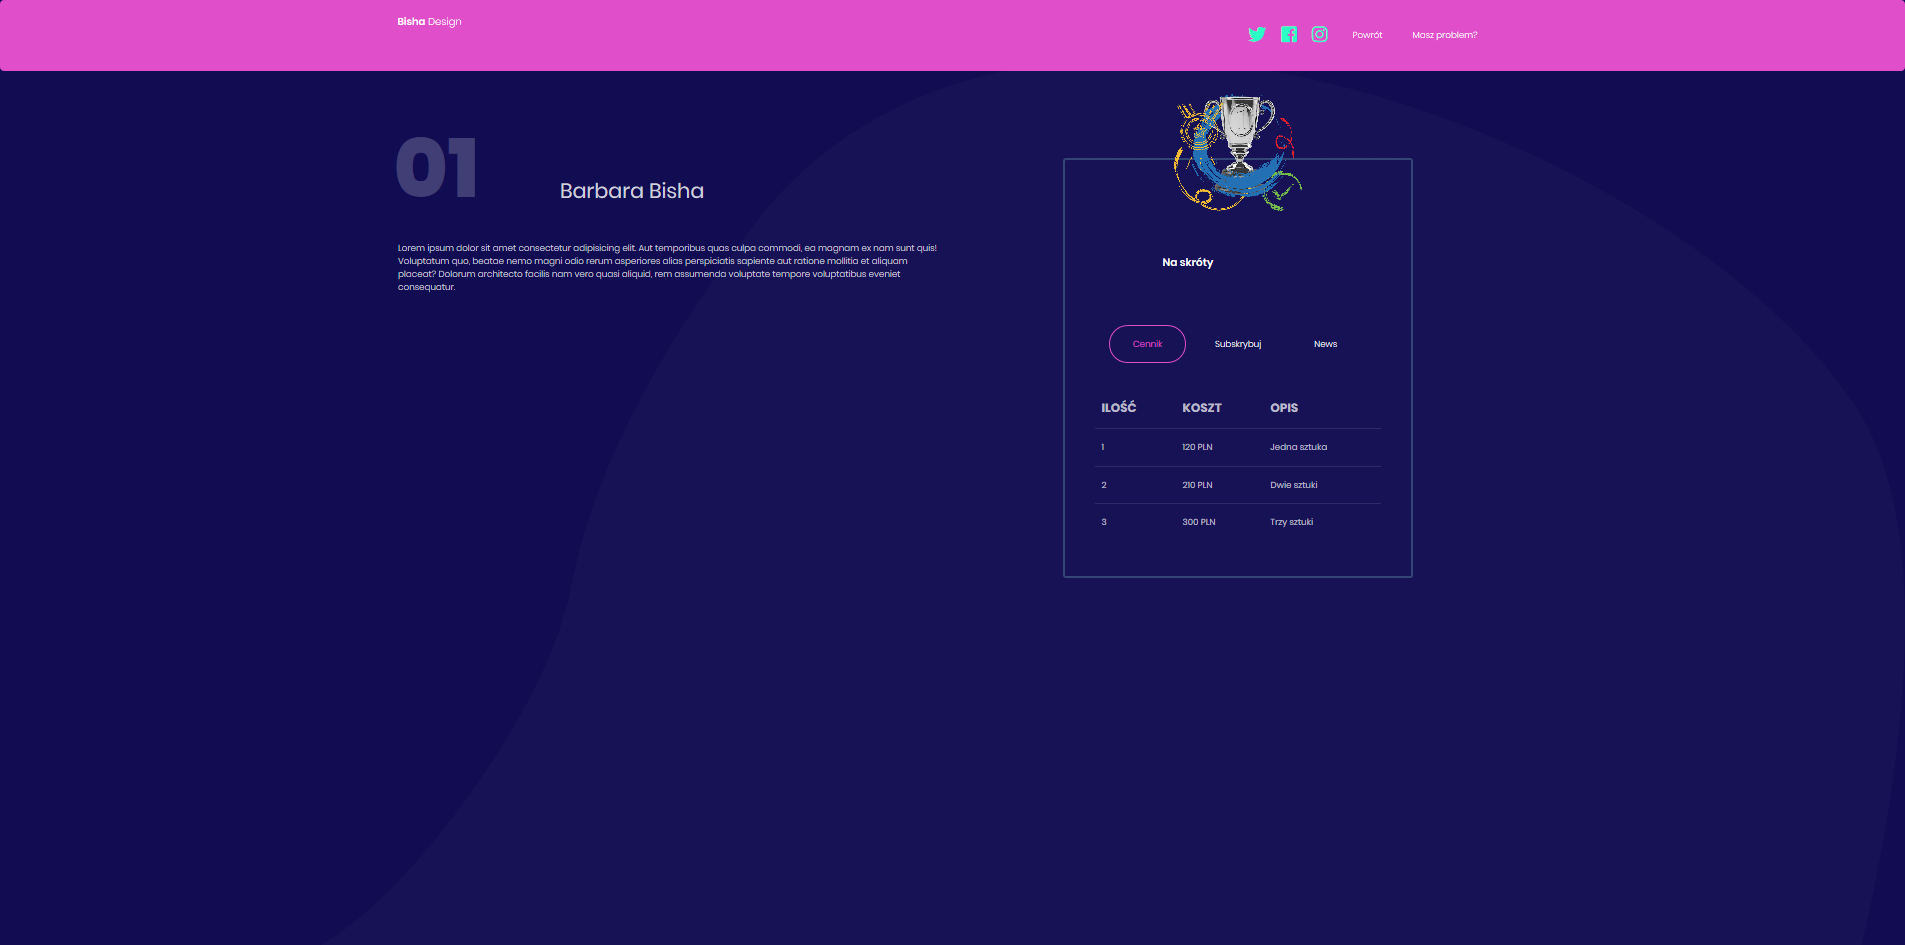 Bisha Design
Powrót
Masz problem?
01
Barbara Bisha
Lorem ipsum dolor sit amet consectetur adipisicing elit. Aut temporibus quas culpa commodi, ea magnam ex nam sunt quis!
Voluptatum quo, beatae nemo magni odio rerum asperiores alias perspiciatis sapiente aut ratione mollitia et aliquam
placeat? Dolorum architecto facilis nam vero quasi aliquid, rem assumenda voluptate tempore voluptatibus eveniet
consequatur.
Na skróty
Cennik Subskrybuj News
ILOŚĆ KOSZT OPIS
1 120 PLN Jedna sztuka
2 210 PLN Dwie sztuki
3 300 PLN Trzy sztuki